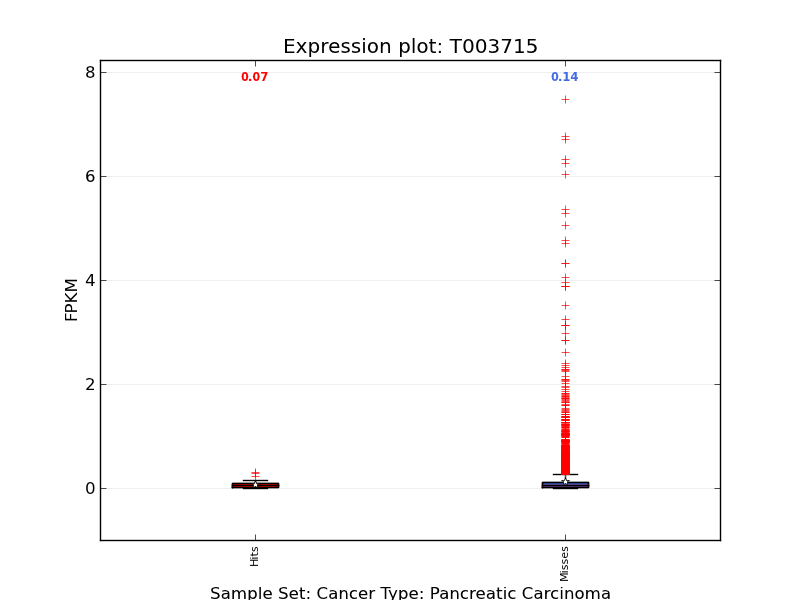 Expression plot: T003715
0.07
0.14
8
6
4
2
0
FPKM
Hits
Misses
Sample Set: Cancer Type: Pancreatic Carcinoma